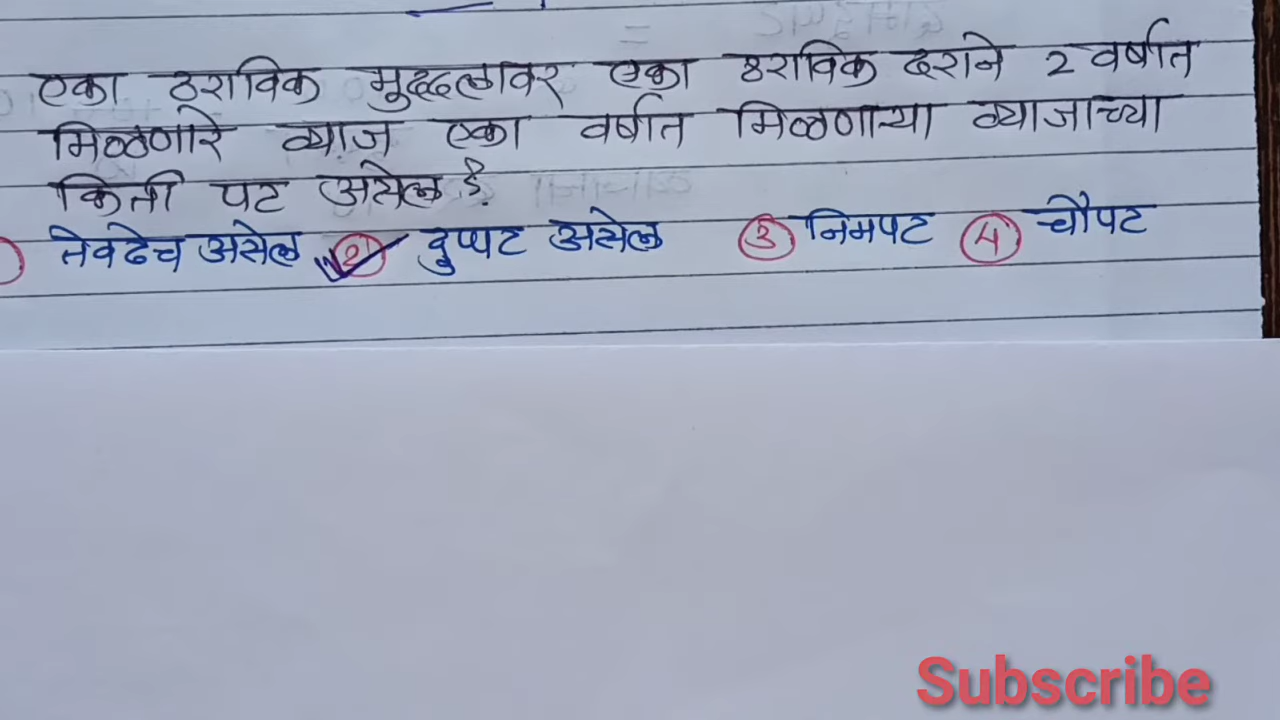 एका ठराविक मुद्दलावर एका ठराविक दराने 2 वर्षात
मिळणारे व्याज एका वर्षात मिळणाऱ्या व्याजाच्या
किती पट असेल ?
तेवढेच असेल (2) दुप्पट असेल (3) निमपट (4) चौपट
Subscribe